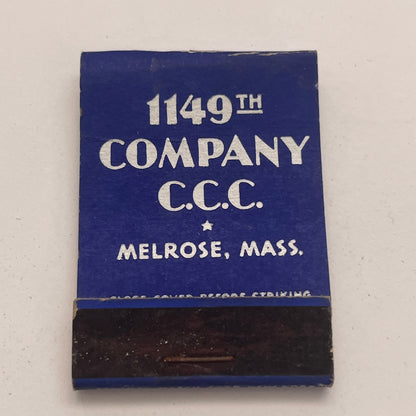 1149TH
COMPANY
C.C.C.
MELROSE, MASS.
CLOSE COVER BEFORE STRIKING